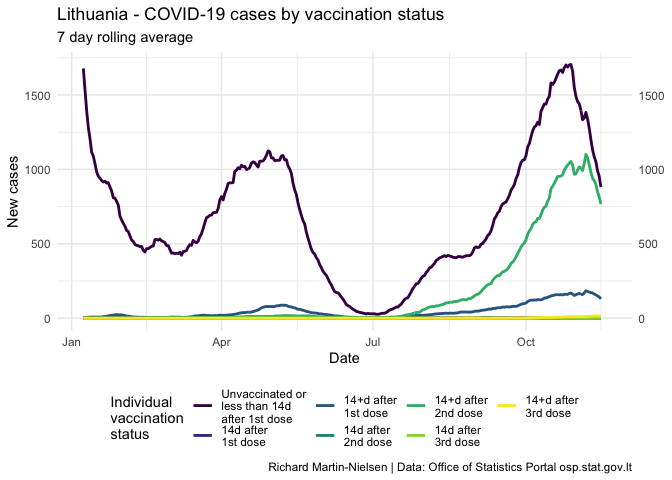 Lithuania - COVID-19 cases by vaccination status
7 day rolling average
New cases
1500
1000
500
0
1500
1000
500
0
Jan
Apr
Jul
Oct
Date
Individual
vaccination
status
Unvaccinated or
less than 14d
after 1st dose
14d after
1st dose
14+d after
1st dose
14d after
2nd dose
14+d after
2nd dose
14d after
3rd dose
14+d after
3rd dose
Richard Martin-Nielsen | Data: Office of Statistics Portal osp.stat.gov.lt